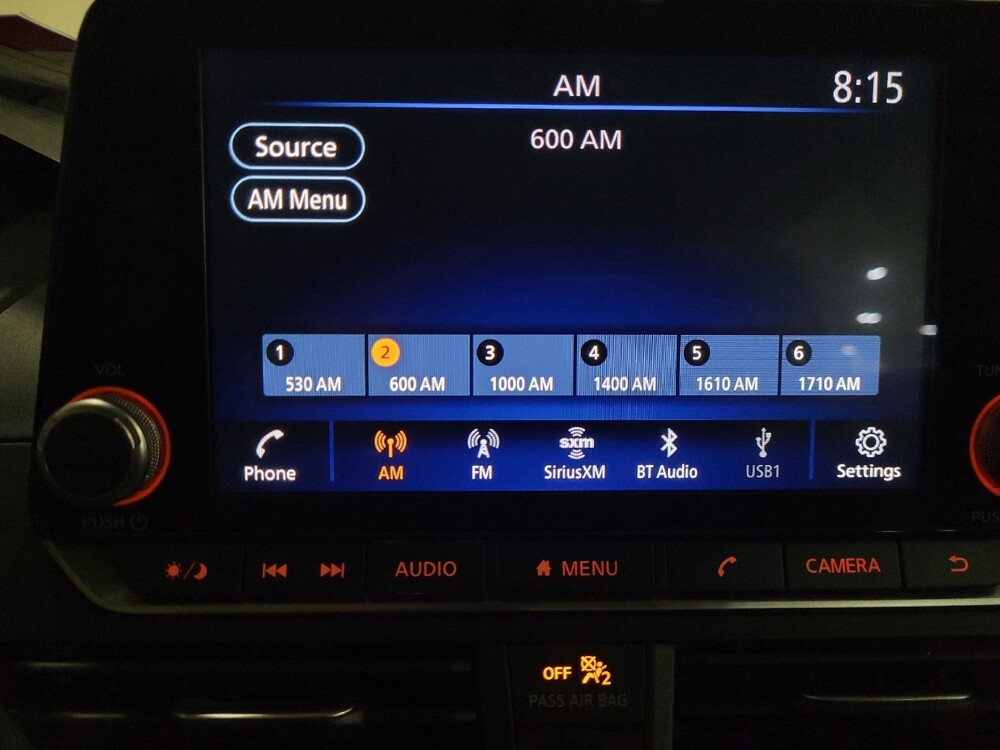 AM
8:15
Source
600 AM
AM Menu
1 2 3 4 5 6
530 AM 600 AM 1000 AM 1400 AM 1610 AM 1710 AM
VOL
sxm
Phone AM FM SiriusXM BT Audio USB1 Settings
PUSH
AUDIO MENU CAMERA
OFF 2
PASS AIR BAG